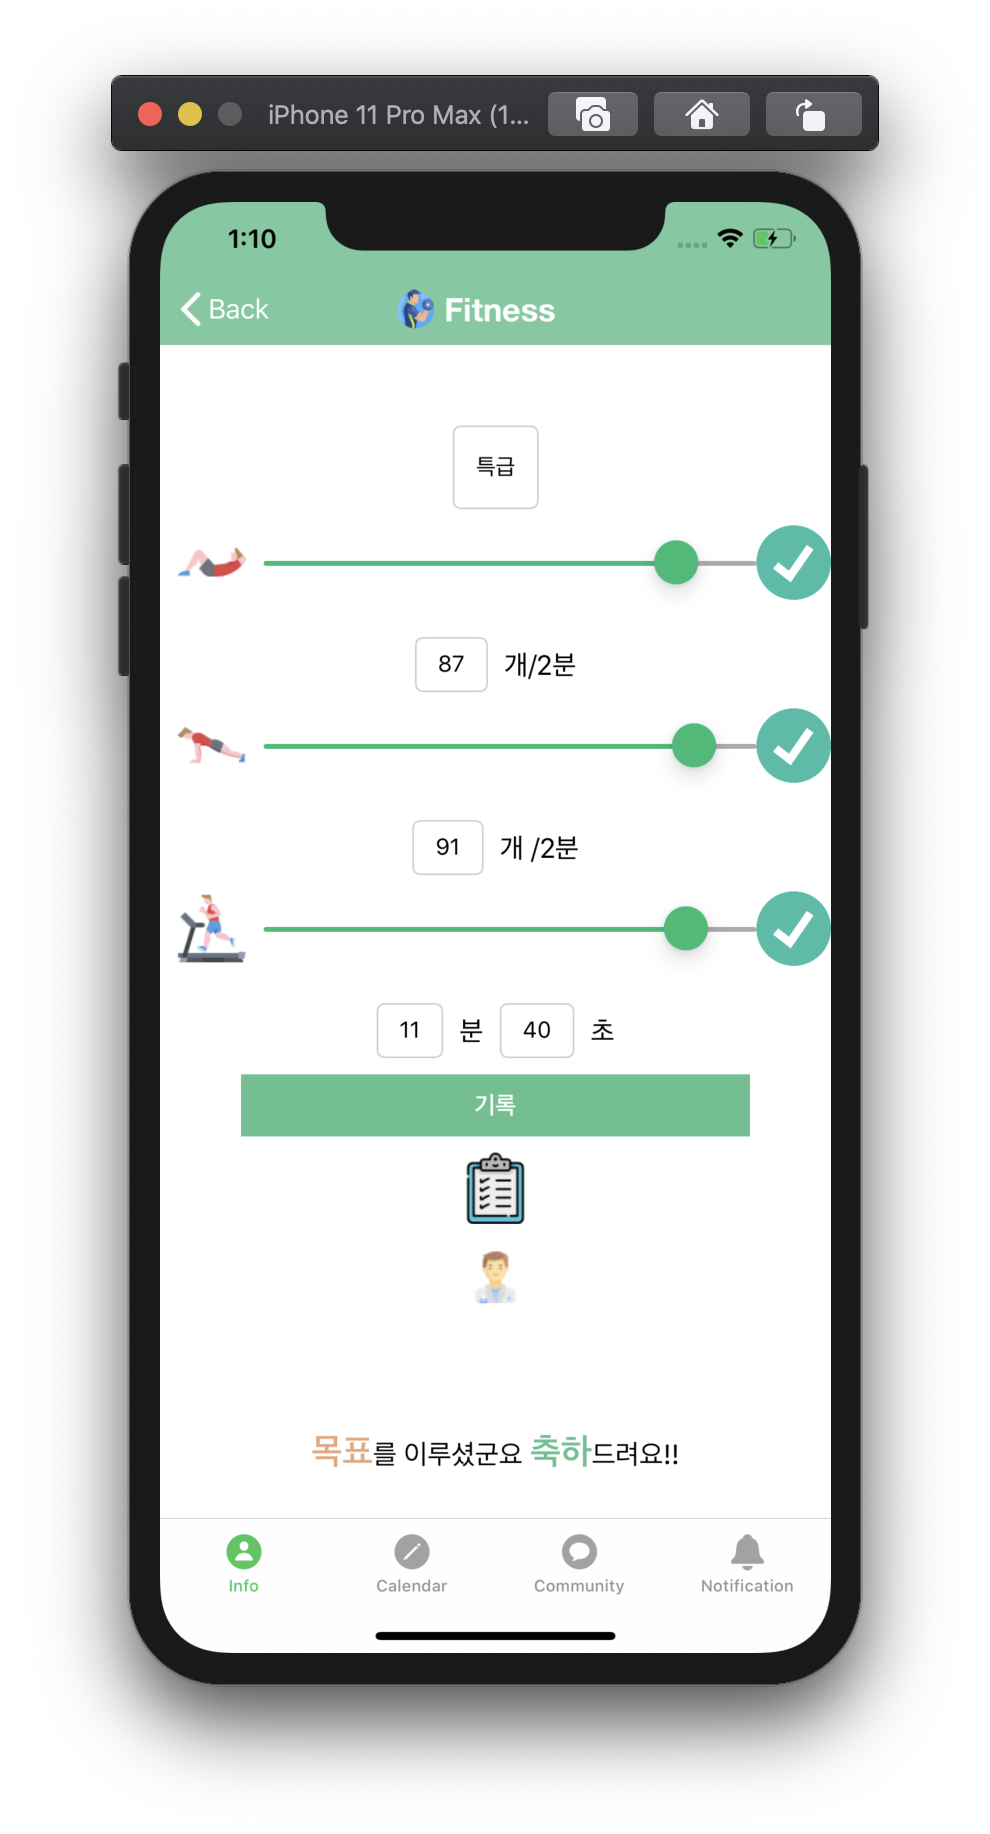 iPhone 11 Pro Max (1...
1:10
Back
Fitness
특급
87 개/2분
91 개 /2분
11 분 40 초
기록
목표를 이루셨군요 축하드려요!!
Info
Calendar
Community
Notification